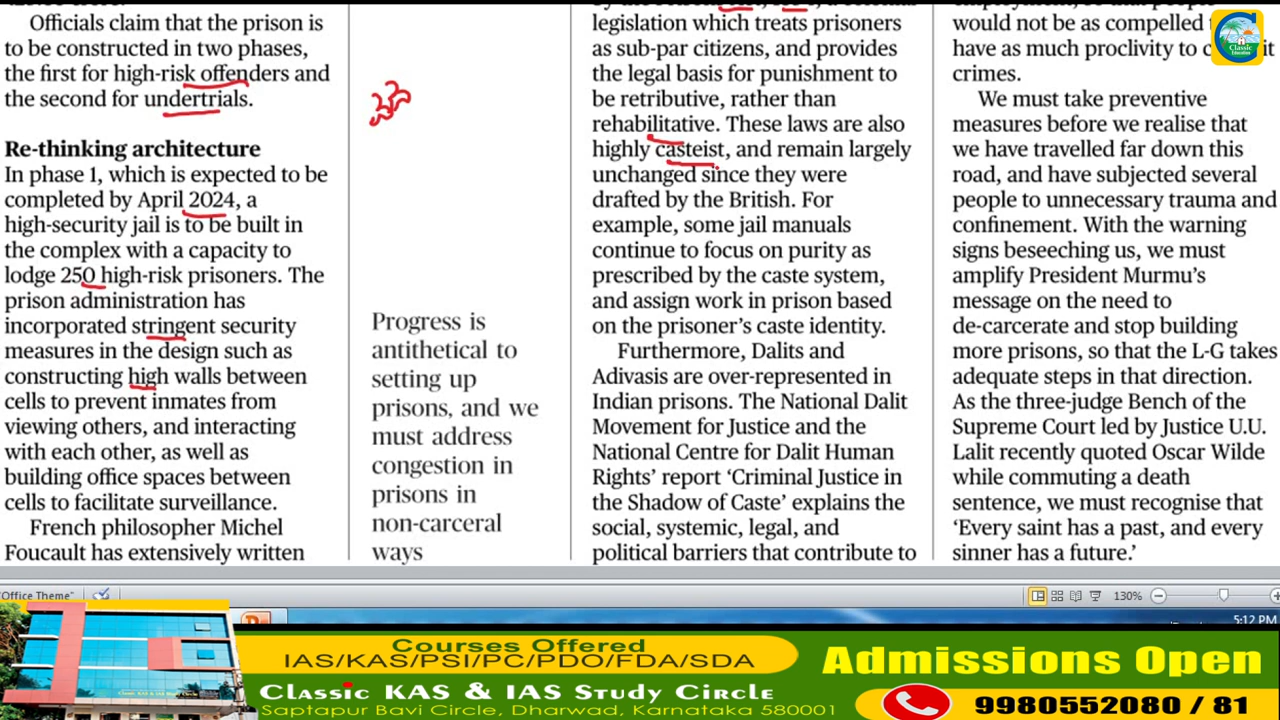 Officials claim that the prison is
to be constructed in two phases,
the first for high-risk offenders and
the second for undertrials.
Re-thinking architecture
In phase 1, which is expected to be
completed by April 2024, a
high-security jail is to be built in
the complex with a capacity to
lodge 250 high-risk prisoners. The
prison administration has
incorporated stringent security
measures in the design such as
constructing high walls between
cells to prevent inmates from
viewing others, and interacting
with each other, as well as
building office spaces between
cells to facilitate surveillance.
French philosopher Michel
Foucault has extensively written
Progress is
antithetical to
setting up
prisons, and we
must address
congestion in
prisons in
non-carceral
ways
legislation which treats prisoners
as sub-par citizens, and provides
the legal basis for punishment to
be retributive, rather than
rehabilitative. These laws are also
highly casteist, and remain largely
unchanged since they were
drafted by the British. For
example, some jail manuals
continue to focus on purity as
prescribed by the caste system,
and assign work in prison based
on the prisoner's caste identity.
Furthermore, Dalits and
Adivasis are over-represented in
Indian prisons. The National Dalit
Movement for Justice and the
National Centre for Dalit Human
Rights' report 'Criminal Justice in
the Shadow of Caste' explains the
social, systemic, legal, and
political barriers that contribute to
would not be as compelled
have as much proclivity to
crimes.
We must take preventive
measures before we realise that
we have travelled far down this
road, and have subjected several
people to unnecessary trauma and
confinement. With the warning
signs beseeching us, we must
amplify President Murmu's
message on the need to
de-carcerate and stop building
more prisons, so that the L-G takes
adequate steps in that direction.
As the three-judge Bench of the
Supreme Court led by Justice U.U.
Lalit recently quoted Oscar Wilde
while commuting a death
sentence, we must recognise that
'Every saint has a past, and every
sinner has a future.'
Classic
Education
Office Theme"
130%
5:12 PM
Courses Offered
IAS/KAS/PSI/PC/PDO/FDA/SDA
Classic KAS & IAS Study Circle
Saptapur Bavi Circle, Dharwad, Karnataka 580001
Admissions Open
9980552080 / 81